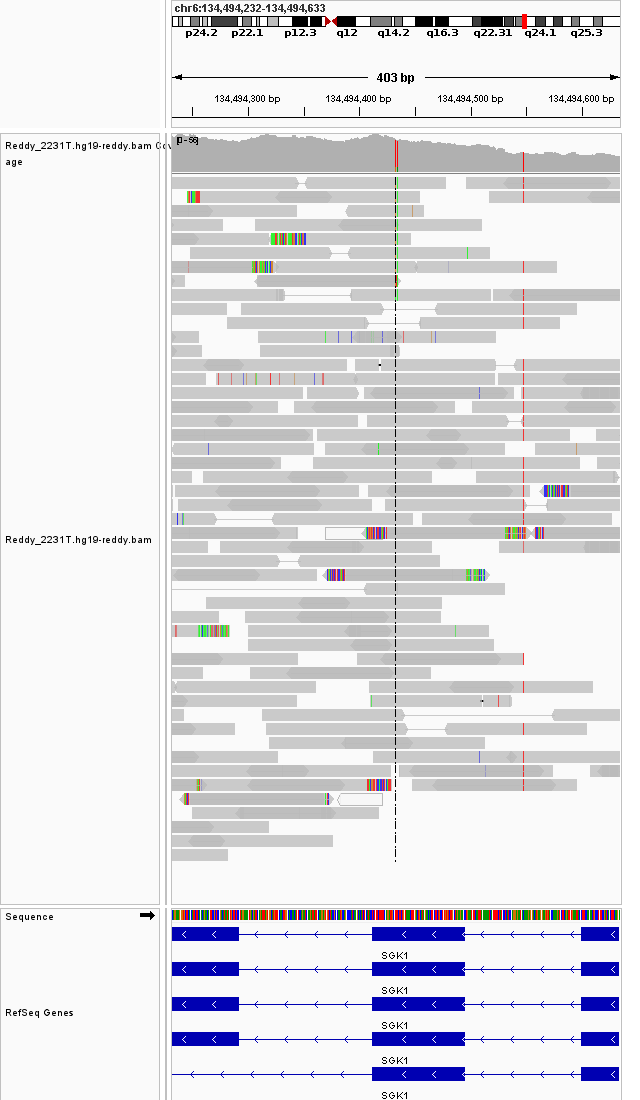 chr6:134,494,232-134,494,633
p24.2 p22.1 p12.3 q12 q14.2 q16.3 q22.31 q24.1 q25.3
403 bp
134,494,300 bp 134,494,400 bp 134,494,500 bp 134,494,600 bp
Reddy_2231T.hg19-reddy.bam Cov
age
Reddy_2231T.hg19-reddy.bam
Sequence
SGK1
SGK1
RefSeq Genes
SGK1
SGK1
SGK1